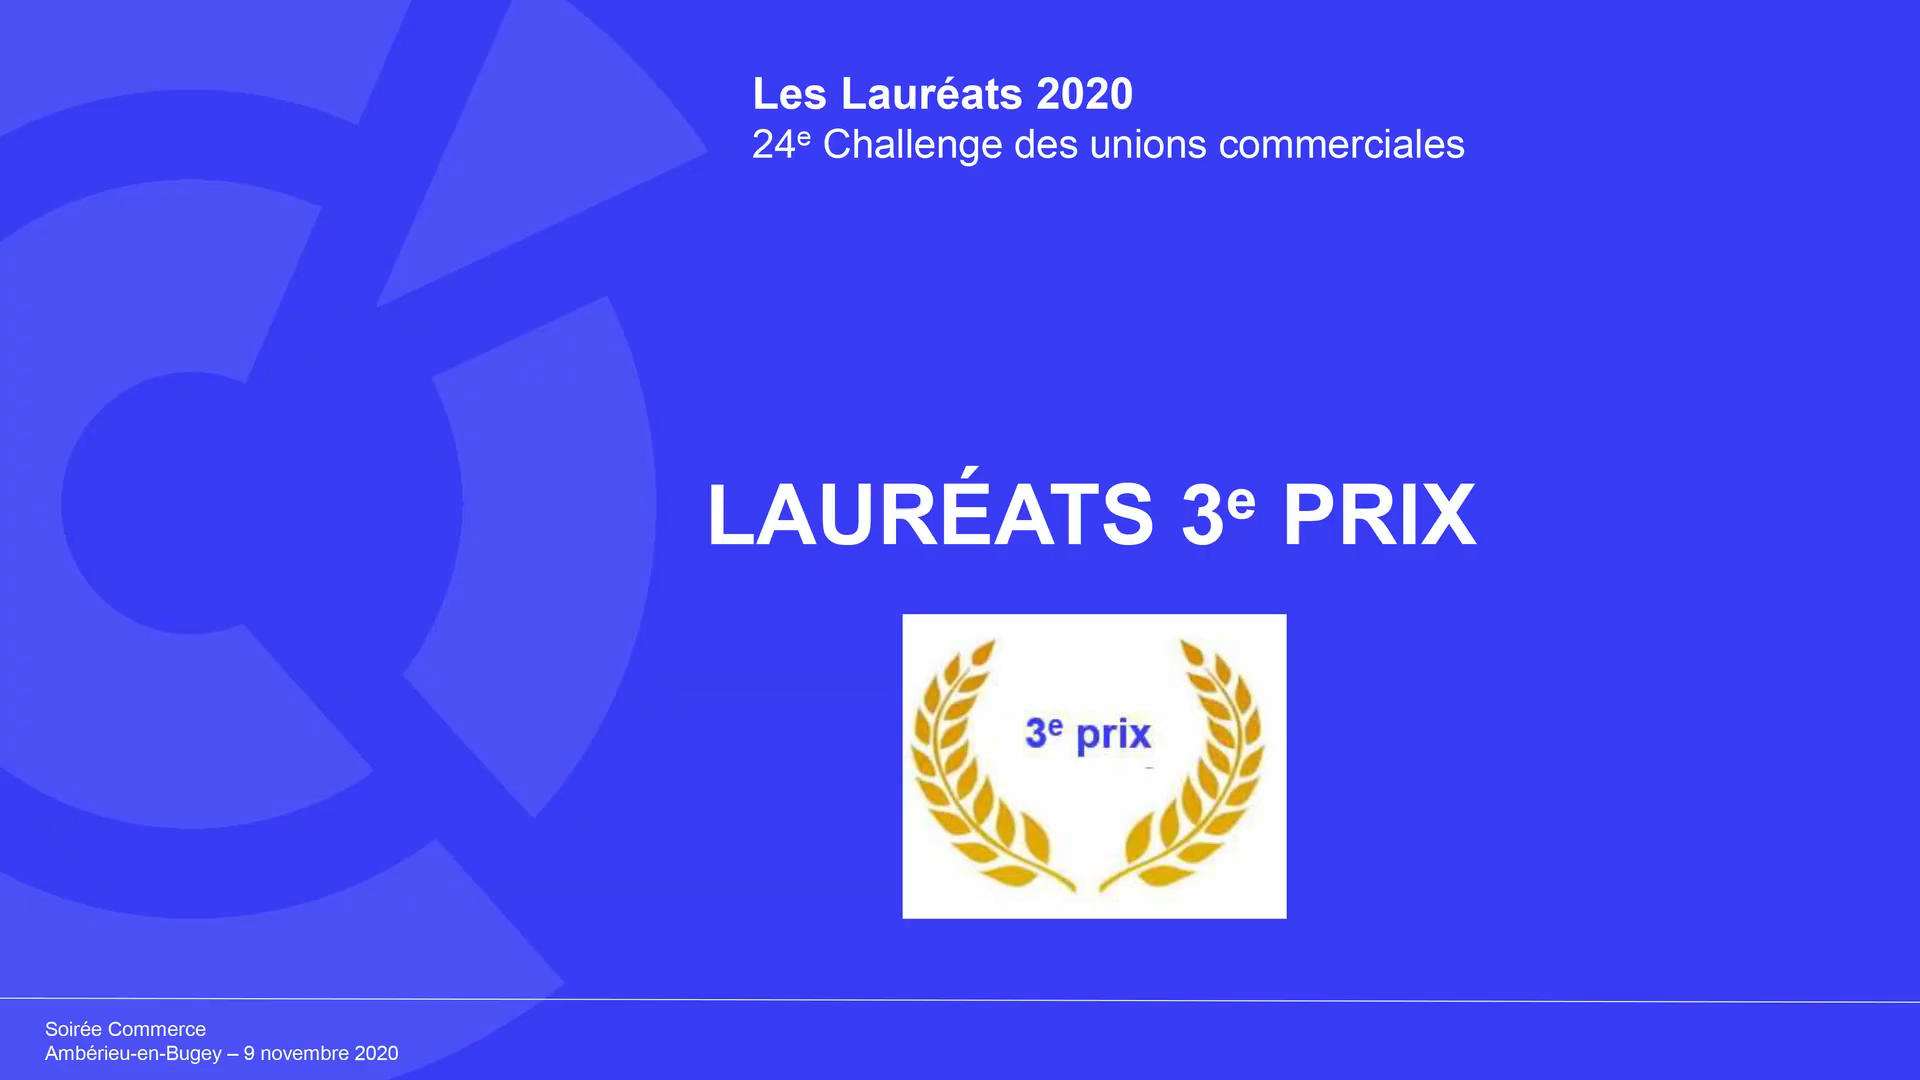 Les Lauréats 2020
24e Challenge des unions commerciales
LAURÉATS 3e PRIX
3e prix
Soirée Commerce
Ambérieu-en-Bugey – 9 novembre 2020